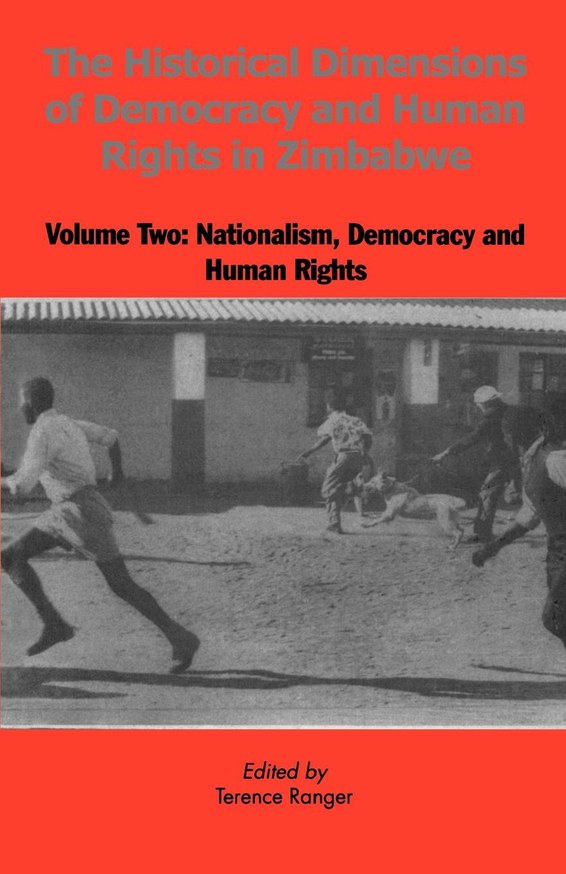 The Historical Dimensions
of Democracy and Human
Rights in Zimbabwe
Volume Two: Nationalism, Democracy and
Human Rights
Edited by
Terence Ranger